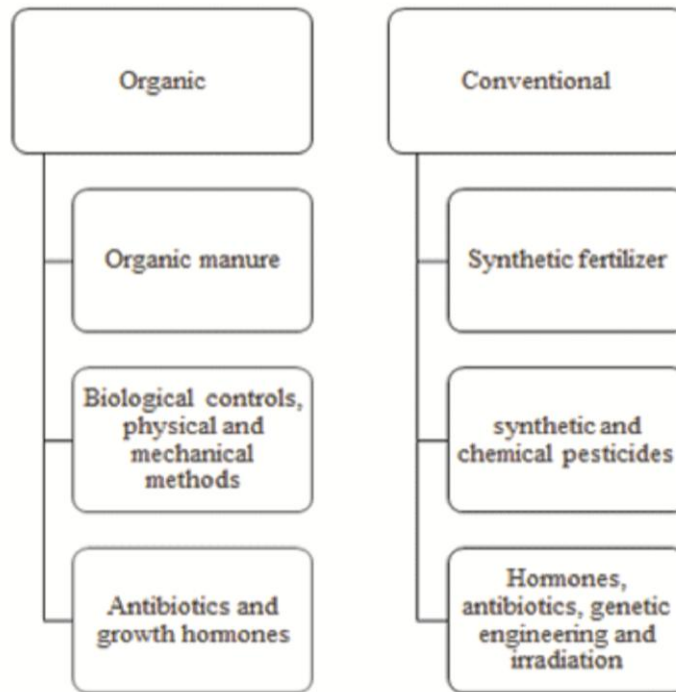 Organic
Organic manure
Biological controls,
physical and
mechanical
methods
Antibiotics and
growth hormones
Conventional
Synthetic fertilizer
synthetic and
chemical pesticides
Hormones,
antibiotics, genetic
engineering and
irradiation